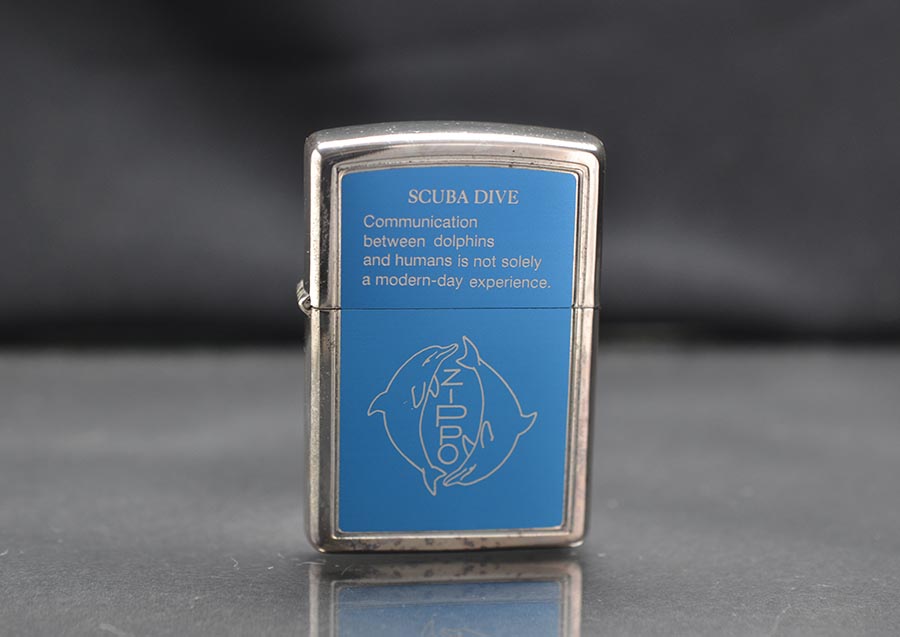 SCUBA DIVE
Communication
between dolphins
and humans is not solely
a modern-day experience.
ZIPPO